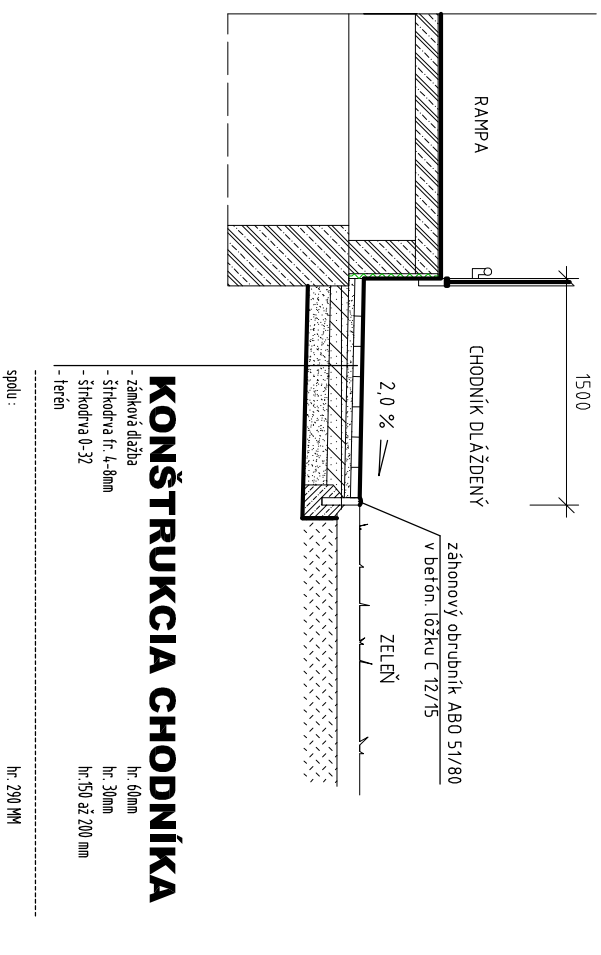 1500
RAMPA
CHODNÍK DLÁŽDENÝ
2,0 %
záhonový obrubník ABO 51/80
v betón. lôžku C 12/15
ZELEŇ
KONŠTRUKCIA CHODNÍKA
- zámková dlažba hr. 60mm
- štrkodrva fr. 4-8mm hr. 30mm
- štrkodrva 0-32 hr.150 až 200 mm
- terén
spolu : hr. 290 MM